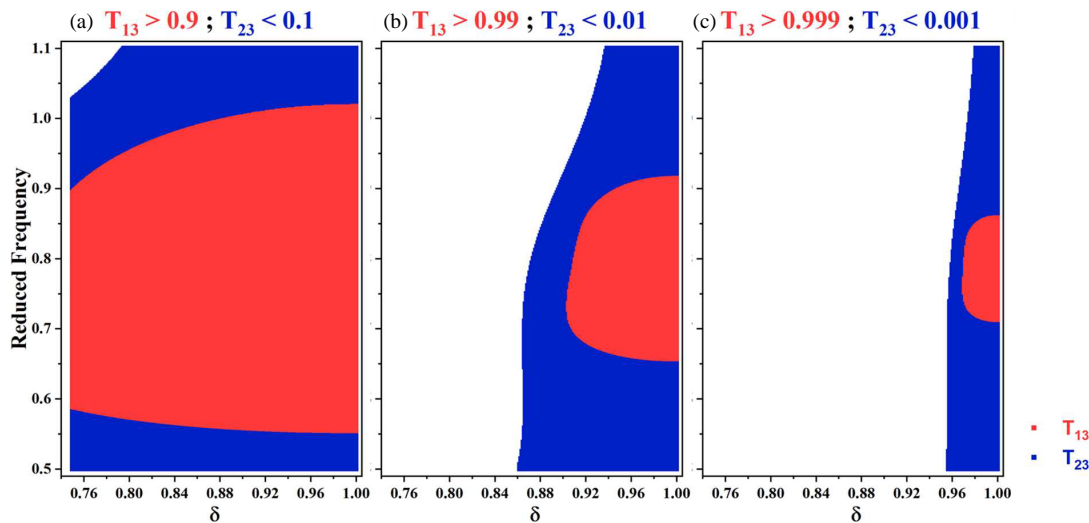 (a) T13 > 0.9 ; T23 < 0.1
(b) T13 > 0.99 ; T23 < 0.01
(c) T13 > 0.999 ; T23 < 0.001
Reduced Frequency
1.1
1.0
0.9
0.8
0.7
0.6
0.5
0.76 0.80 0.84 0.88 0.92 0.96 1.00
0.76 0.80 0.84 0.88 0.92 0.96 1.00
0.76 0.80 0.84 0.88 0.92 0.96 1.00
δ
δ
δ
T13
T23